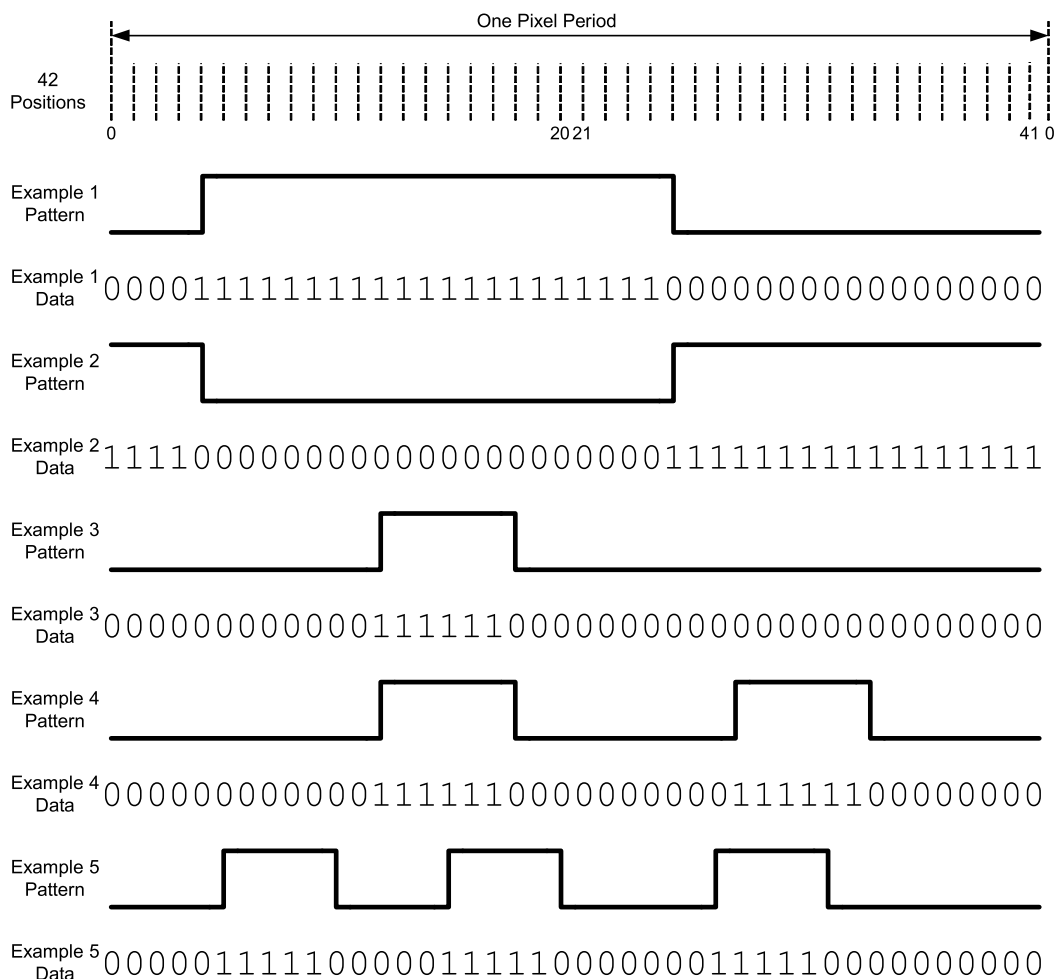 One Pixel Period
42
Positions
0 20 21 41 0
Example 1
Pattern
Example 1
Data
000011111111111111111111100000000000000000
Example 2
Pattern
Example 2
Data
111100000000000000000000011111111111111111
Example 3
Pattern
Example 3
Data
000000000000111111000000000000000000000000
Example 4
Pattern
Example 4
Data
000000000000111111000000000011111100000000
Example 5
Pattern
Example 5
Data
000001111100000111110000000111110000000000